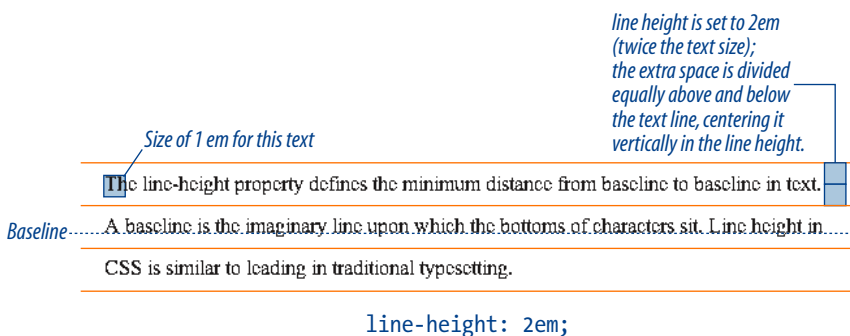 line height is set to 2em
(twice the text size);
the extra space is divided
equally above and below
the text line, centering it
vertically in the line height.
Size of 1 em for this text
The line-height property defines the minimum distance from baseline to baseline in text.
Baseline
A baseline is the imaginary line upon which the bottoms of characters sit. Line height in
CSS is similar to leading in traditional typesetting.
line-height: 2em;